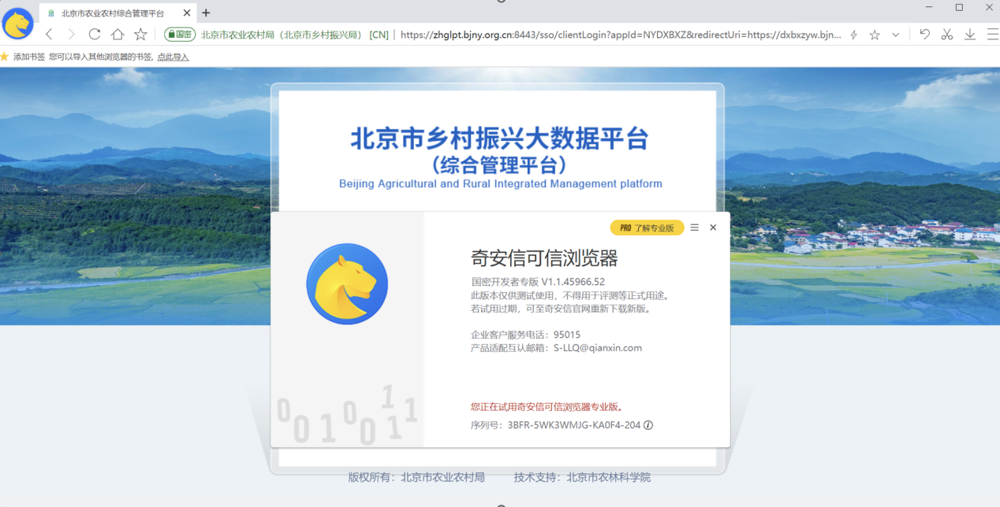 北京市农业农村综合管理平台
国密 北京市农业农村局（北京市乡村振兴局） [CN] https://zhglpt.bjny.org.cn:8443/sso/clientLogin?appId=NYDXBXZ&redirectUri=https://dxbxzyw.bjn...
添加书签 您可以导入其他浏览器的书签, 点此导入
北京市乡村振兴大数据平台
（综合管理平台）
Beijing Agricultural and Rural Integrated Management platform
PRO 了解专业版
奇安信可信浏览器
国密开发者专版 V1.1.45966.52
此版本仅供测试使用，不得用于评测等正式用途。
若试用过期，可至奇安信官网重新下载新版。
企业客户服务电话：95015
产品适配互认邮箱：S-LLQ@qianxin.com
您正在试用奇安信可信浏览器专业版。
序列号：3BFR-5WK3WMJG-KA0F4-204
0 0 1 0 0 1 1 1
版权所有：北京市农业农村局 技术支持：北京市农林科学院